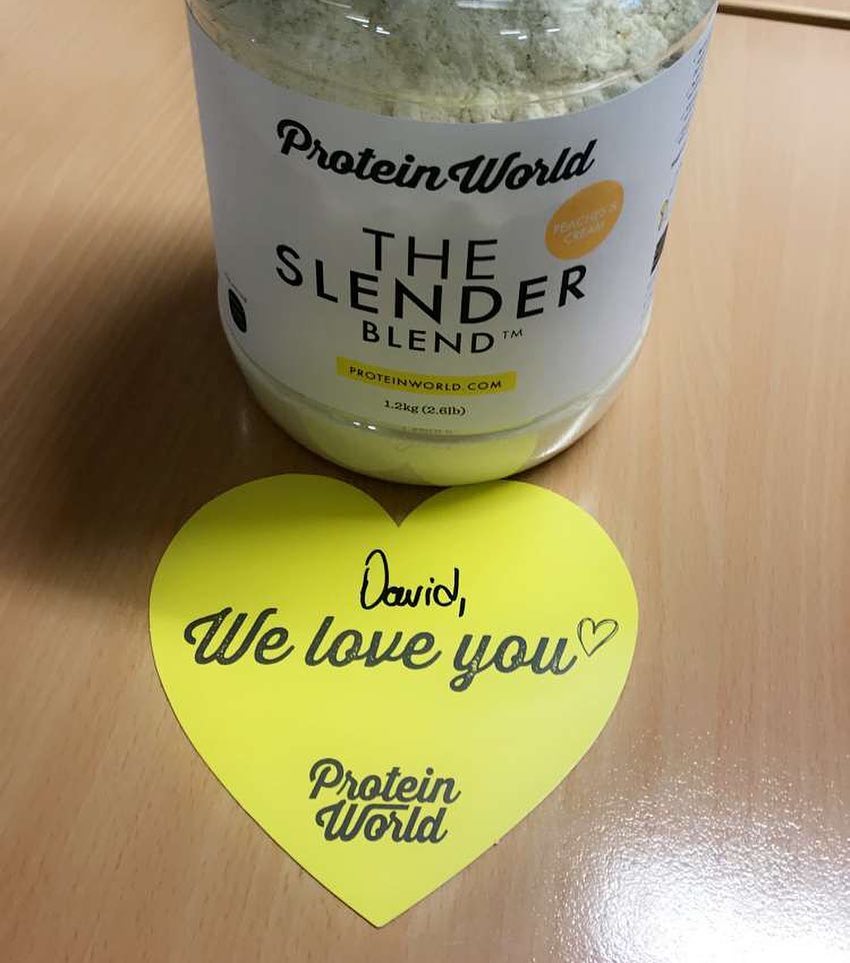 Protein World
PEACHES N
CREAM
THE
SLENDER
BLEND™
PROTEINWORLD.COM
1.2kg (2.6lb)
David,
We love you
Protein
World